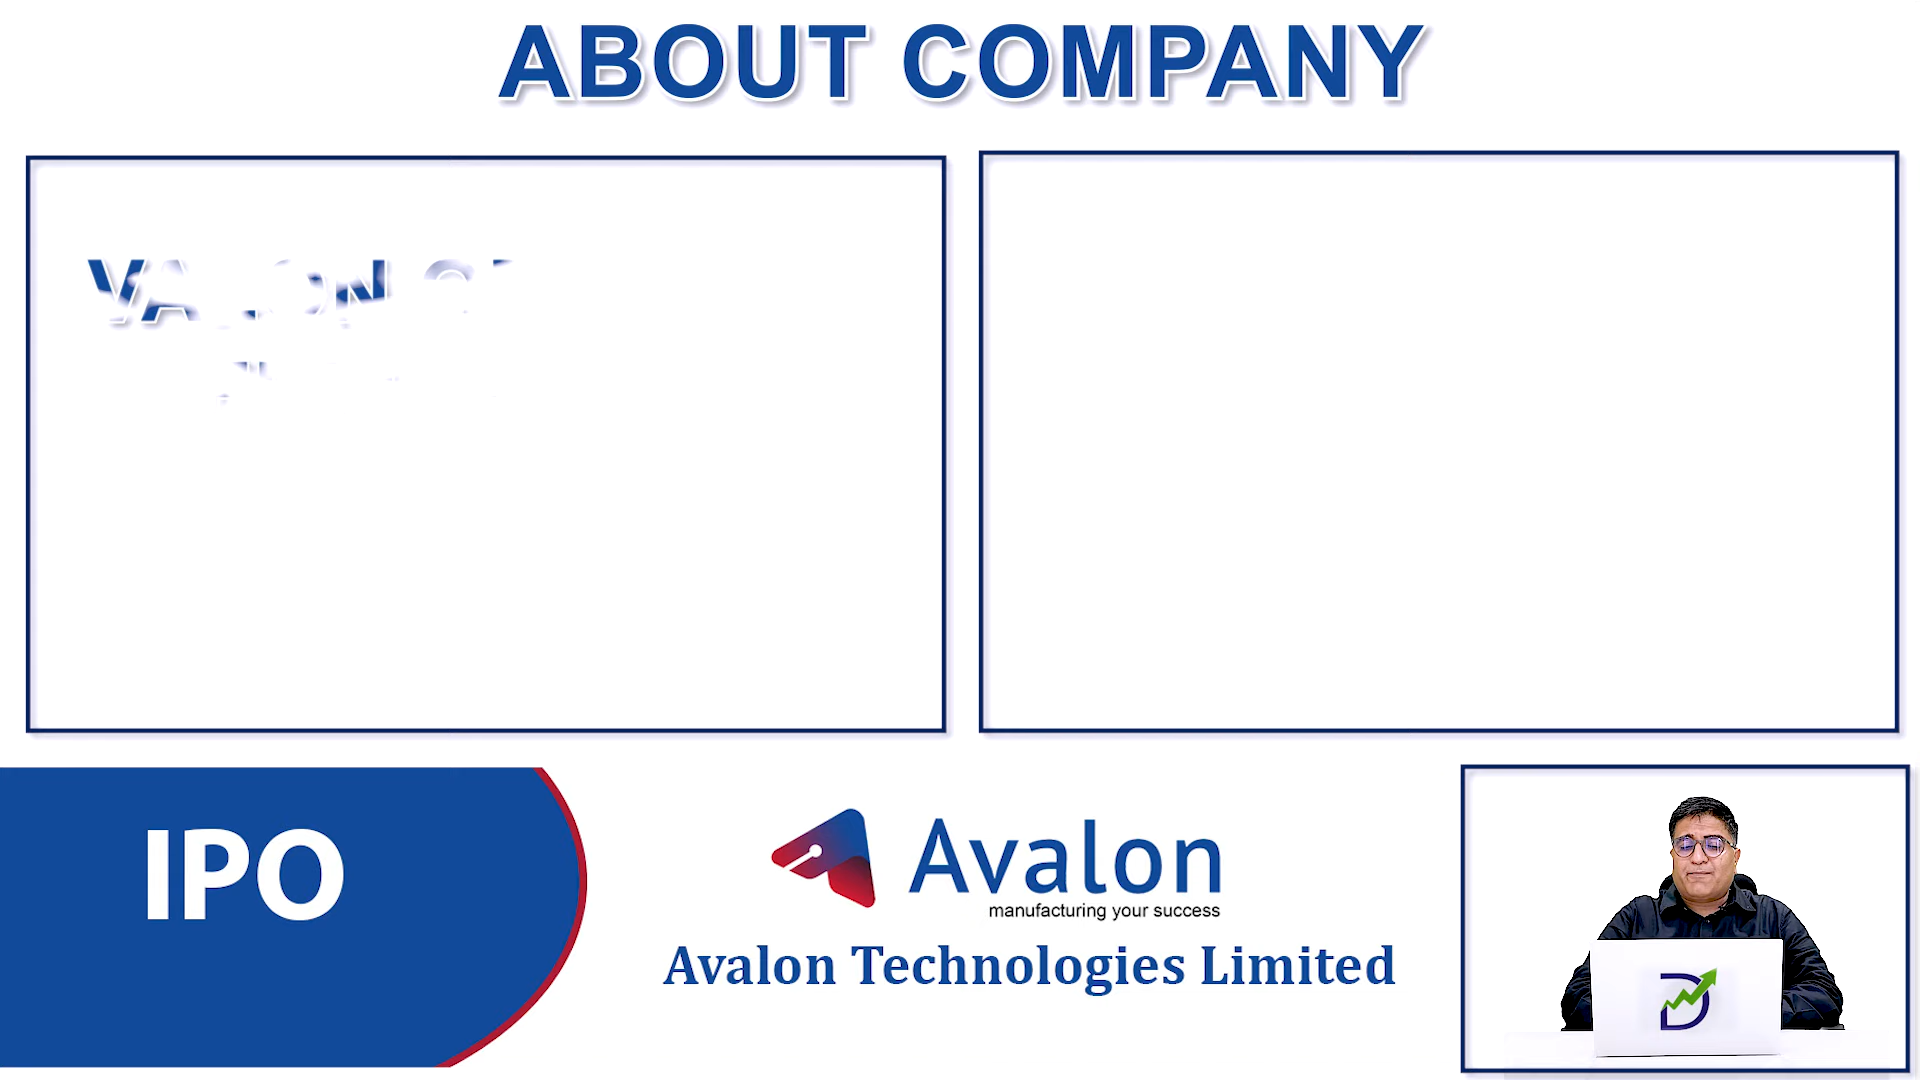 ABOUT COMPANY
IPO
Avalon
manufacturing your success
Avalon Technologies Limited